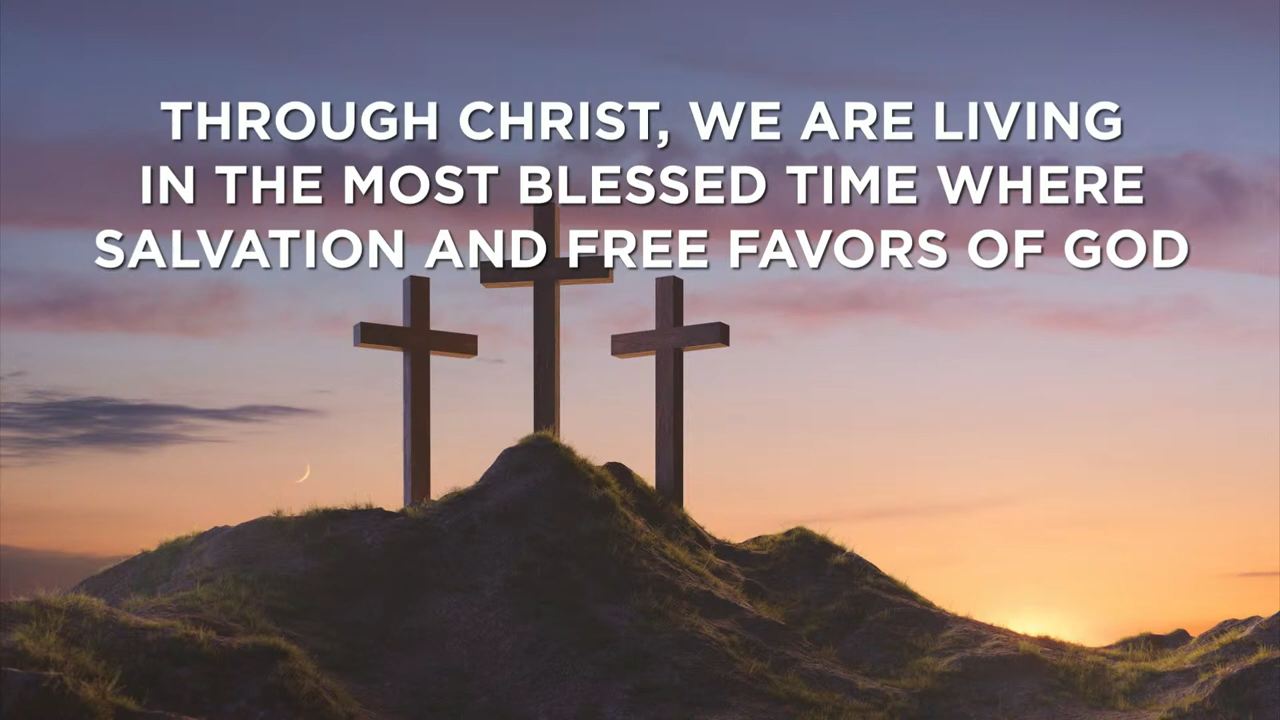 THROUGH CHRIST, WE ARE LIVING
IN THE MOST BLESSED TIME WHERE
SALVATION AND FREE FAVORS OF GOD